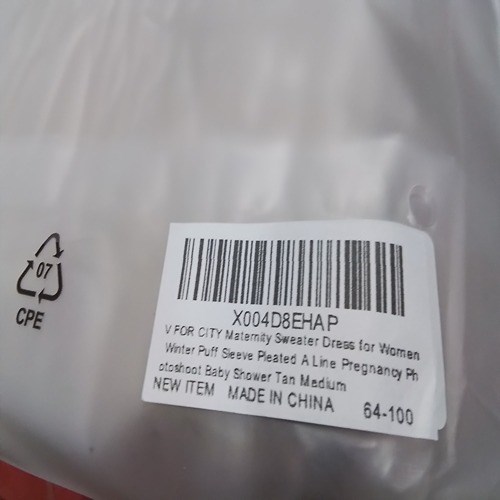 07
CPE
X004D8EHAP
V FOR CITY Maternity Sweater Dress for Women
Winter Puff Sleeve Pleated A Line Pregnancy Ph
otoshoot Baby Shower Tan Medium
NEW ITEM MADE IN CHINA 64-100